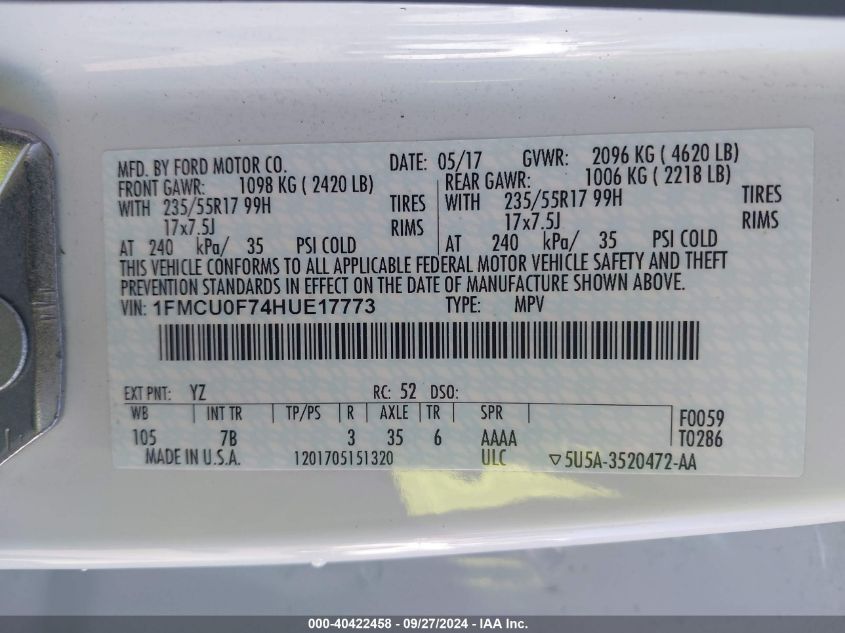 MFD. BY FORD MOTOR CO. DATE: 05/17 GVWR: 2096 KG ( 4620 LB)
FRONT GAWR: 1098 KG ( 2420 LB) REAR GAWR: 1006 KG ( 2218 LB)
WITH 235/55R17 99H TIRES WITH 235/55R17 99H TIRES
17x7.5J RIMS 17x7.5J RIMS
AT 240 kPa/ 35 PSI COLD AT 240 kPa/ 35 PSI COLD
THIS VEHICLE CONFORMS TO ALL APPLICABLE FEDERAL MOTOR VEHICLE SAFETY AND THEFT
PREVENTION STANDARDS IN EFFECT ON THE DATE OF MANUFACTURE SHOWN ABOVE.
VIN: 1FMCU0F74HUE17773 TYPE: MPV
EXT PNT: YZ RC: 52 DSO:
WB INT TR TP/PS R AXLE TR SPR F0059
105 7B 3 35 6 AAAA T0286
MADE IN U.S.A. 1201705151320 ULC ▽5U5A-3520472-AA
000-40422458 - 09/27/2024 - IAA Inc.